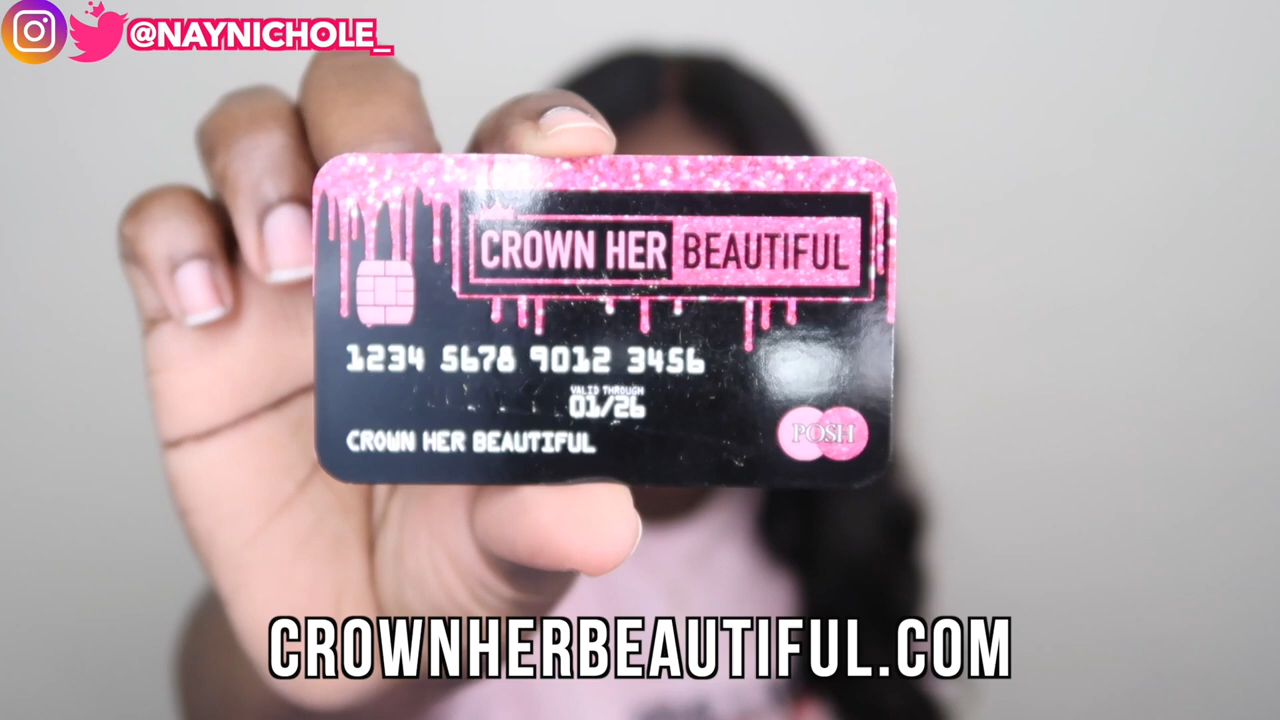 @NAYNICHOLE_
CROWN HER BEAUTIFUL
1234 5678 9012 3456
VALID THROUGH
01/26
CROWN HER BEAUTIFUL
POSH
CROWNHERBEAUTIFUL.COM